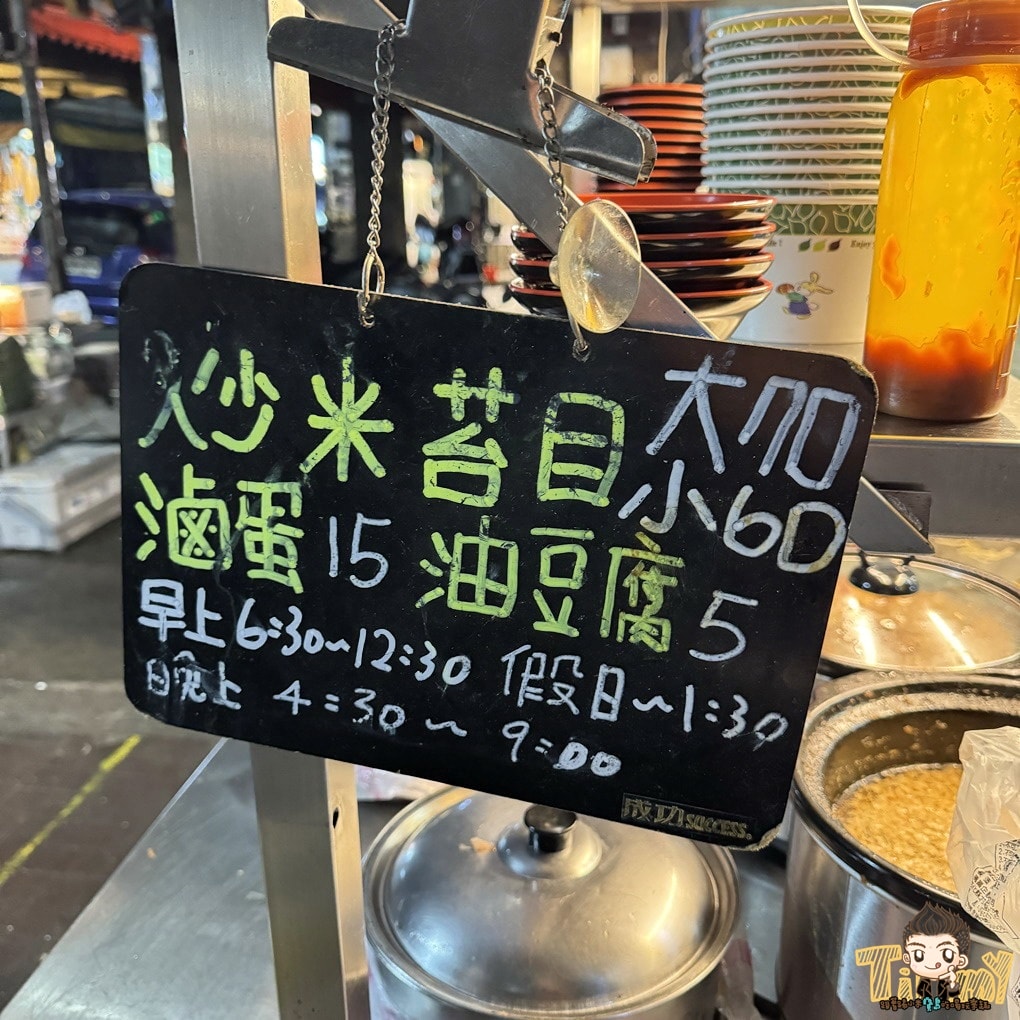 炒米苔目 大70
小60
滷蛋15 油豆腐5
早上6:30~12:30 假日~1:30
晚上 4:30~9:00
成功 SUCCESS.
Enjoy